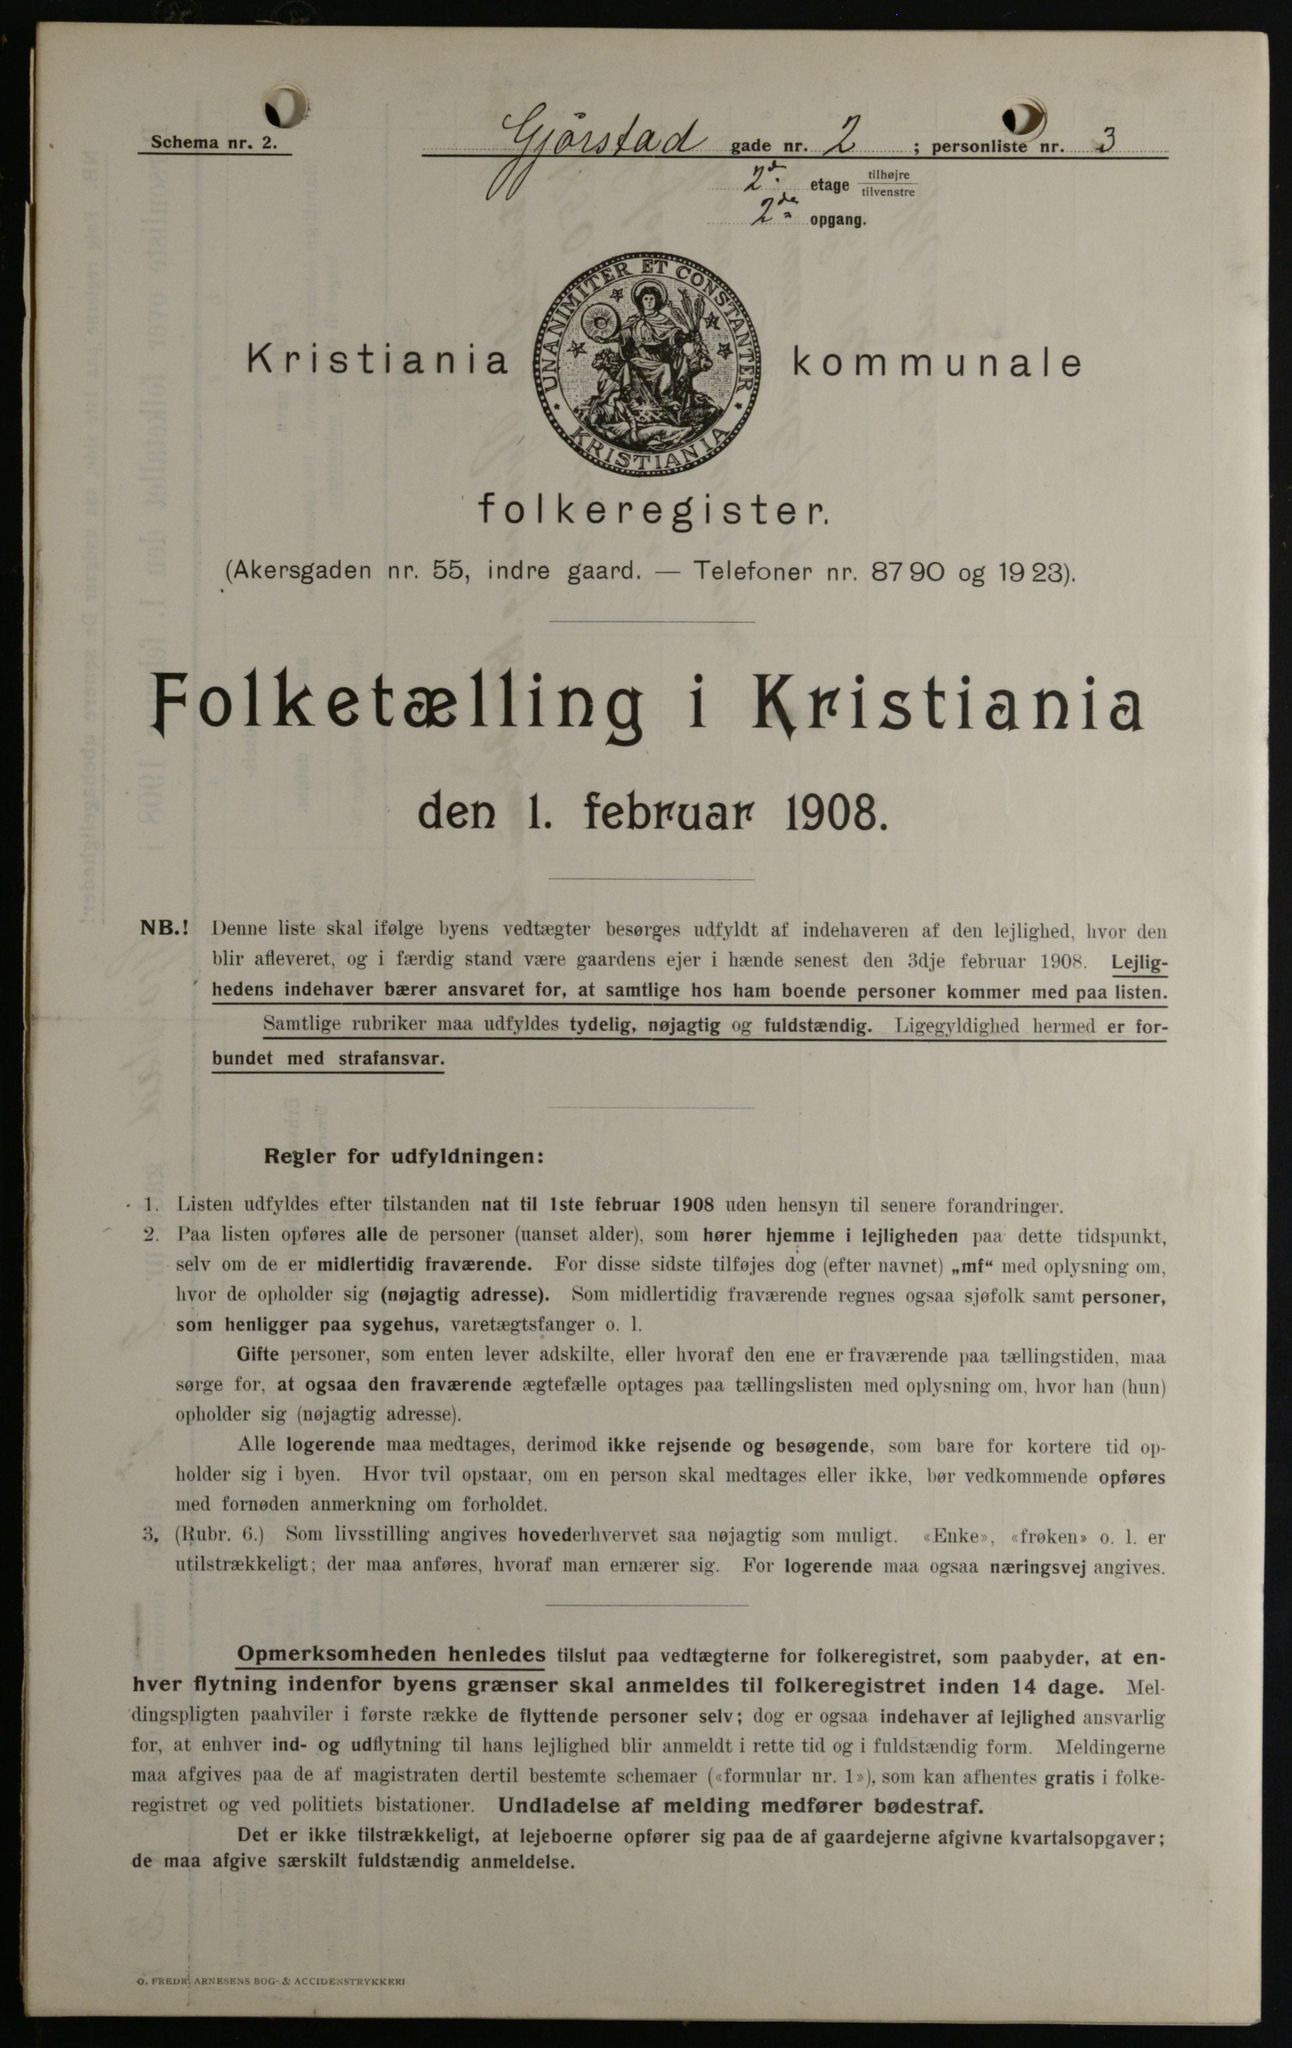 Schema nr. 2.
Gjörstad gade nr. 2 ; personliste nr. 3
2d. etage tilhøjre
tilvenstre
2den opgang.
UNANIMITER ET CONSTANTER
KRISTIANIA
Kristiania kommunale
folkeregister.
(Akersgaden nr. 55, indre gaard. — Telefoner nr. 8790 og 1923).
Folketælling i Kristiania
den 1. februar 1908.
NB.! Denne liste skal ifølge byens vedtægter besørges udfyldt af indehaveren af den lejlighed, hvor den
blir afleveret, og i færdig stand være gaardens ejer i hænde senest den 3dje februar 1908. Lejlig-
hedens indehaver bærer ansvaret for, at samtlige hos ham boende personer kommer med paa listen.
Samtlige rubriker maa udfyldes tydelig, nøjagtig og fuldstændig. Ligegyldighed hermed er for-
bundet med strafansvar.
Regler for udfyldningen:
1. Listen udfyldes efter tilstanden nat til 1ste februar 1908 uden hensyn til senere forandringer.
2. Paa listen opføres alle de personer (uanset alder), som hører hjemme i lejligheden paa dette tidspunkt,
selv om de er midlertidig fraværende. For disse sidste tilføjes dog (efter navnet) „mf“ med oplysning om,
hvor de opholder sig (nøjagtig adresse). Som midlertidig fraværende regnes ogsaa sjøfolk samt personer,
som henligger paa sygehus, varetægtsfanger o. l.
Gifte personer, som enten lever adskilte, eller hvoraf den ene er fraværende paa tællingstiden, maa
sørge for, at ogsaa den fraværende ægtefælle optages paa tællingslisten med oplysning om, hvor han (hun)
opholder sig (nøjagtig adresse).
Alle logerende maa medtages, derimod ikke rejsende og besøgende, som bare for kortere tid op-
holder sig i byen. Hvor tvil opstaar, om en person skal medtages eller ikke, bør vedkommende opføres
med fornøden anmerkning om forholdet.
3. (Rubr. 6.) Som livsstilling angives hovederhvervet saa nøjagtig som muligt. «Enke», «frøken» o. l. er
utilstrækkeligt; der maa anføres, hvoraf man ernærer sig. For logerende maa ogsaa næringsvej angives.
Opmerksomheden henledes tilslut paa vedtægterne for folkeregistret, som paabyder, at en-
hver flytning indenfor byens grænser skal anmeldes til folkeregistret inden 14 dage. Mel-
dingspligten paahviler i første række de flyttende personer selv; dog er ogsaa indehaver af lejlighed ansvarlig
for, at enhver ind- og udflytning til hans lejlighed blir anmeldt i rette tid og i fuldstændig form. Meldingerne
maa afgives paa de af magistraten dertil bestemte schemaer («formular nr. 1»), som kan afhentes gratis i folke-
registret og ved politiets bistationer. Undladelse af melding medfører bødestraf.
Det er ikke tilstrækkeligt, at lejeboerne opfører sig paa de af gaardejerne afgivne kvartalsopgaver;
de maa afgive særskilt fuldstændig anmeldelse.
O. FREDR. ARNESENS BOG- & ACCIDENSTRYKKERI